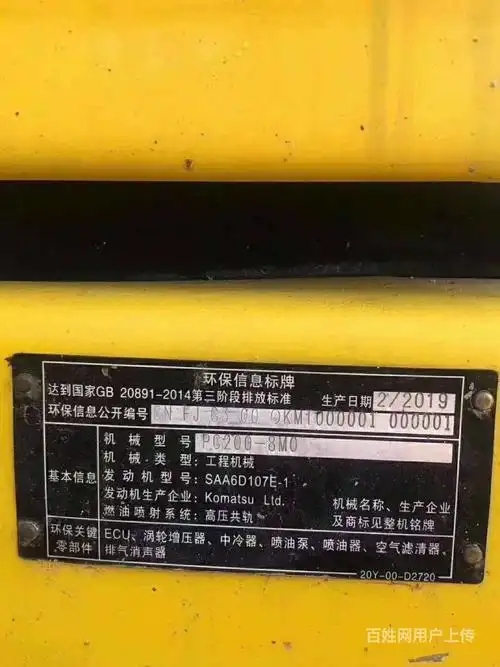 环保信息标牌
达到国家GB 20891-2014第三阶段排放标准 生产日期 2/2019
环保信息公开编号 CN FJ G3 00 0KM1000001 000001
基本信息
机械型号: PC200-8M0
机械类型: 工程机械
发动机型号: SAA6D107E-1
发动机生产企业: Komatsu Ltd.
燃油喷射系统: 高压共轨
机械名称、生产企业
及商标见整机铭牌
环保关键
零部件
ECU、涡轮增压器、中冷器、喷油泵、喷油器、空气滤清器、
排气消声器
20Y-00-D2720
百姓网用户上传